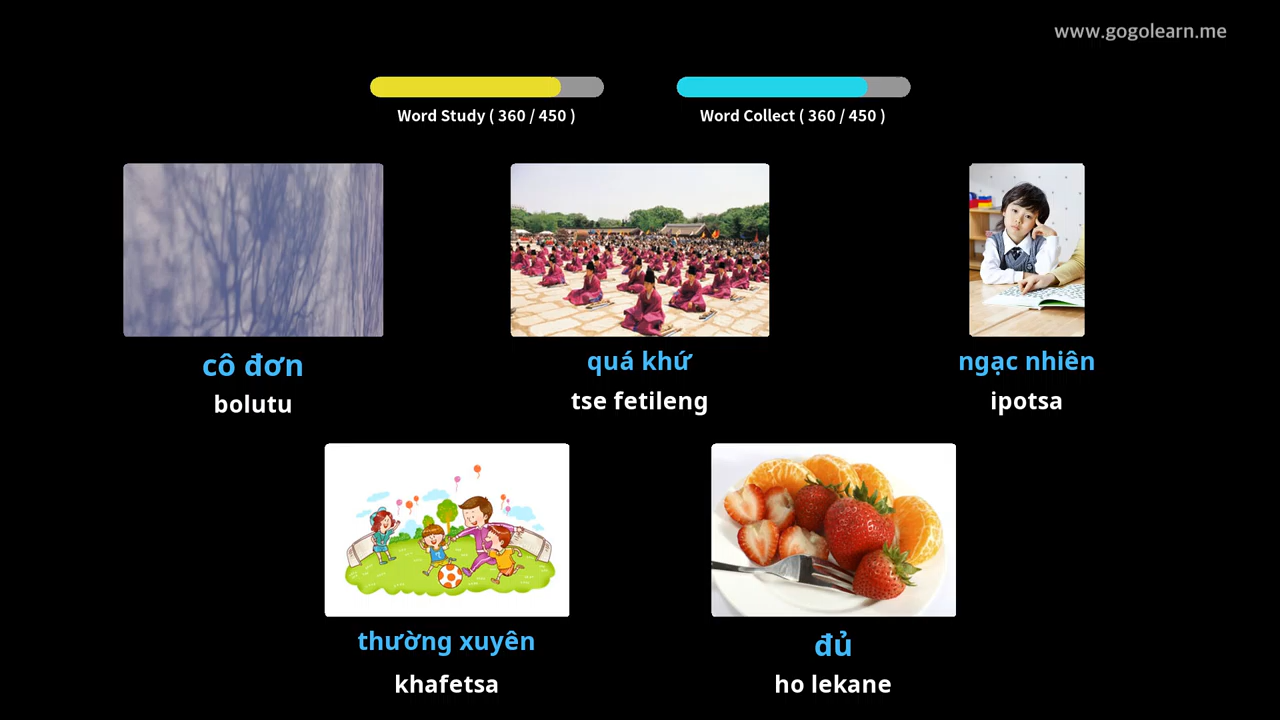 www.gogolearn.me
Word Study ( 360 / 450 )
Word Collect ( 360 / 450 )
cô đơn
bolutu
quá khứ
tse fetileng
ngạc nhiên
ipotsa
thường xuyên
khafetsa
đủ
ho lekane